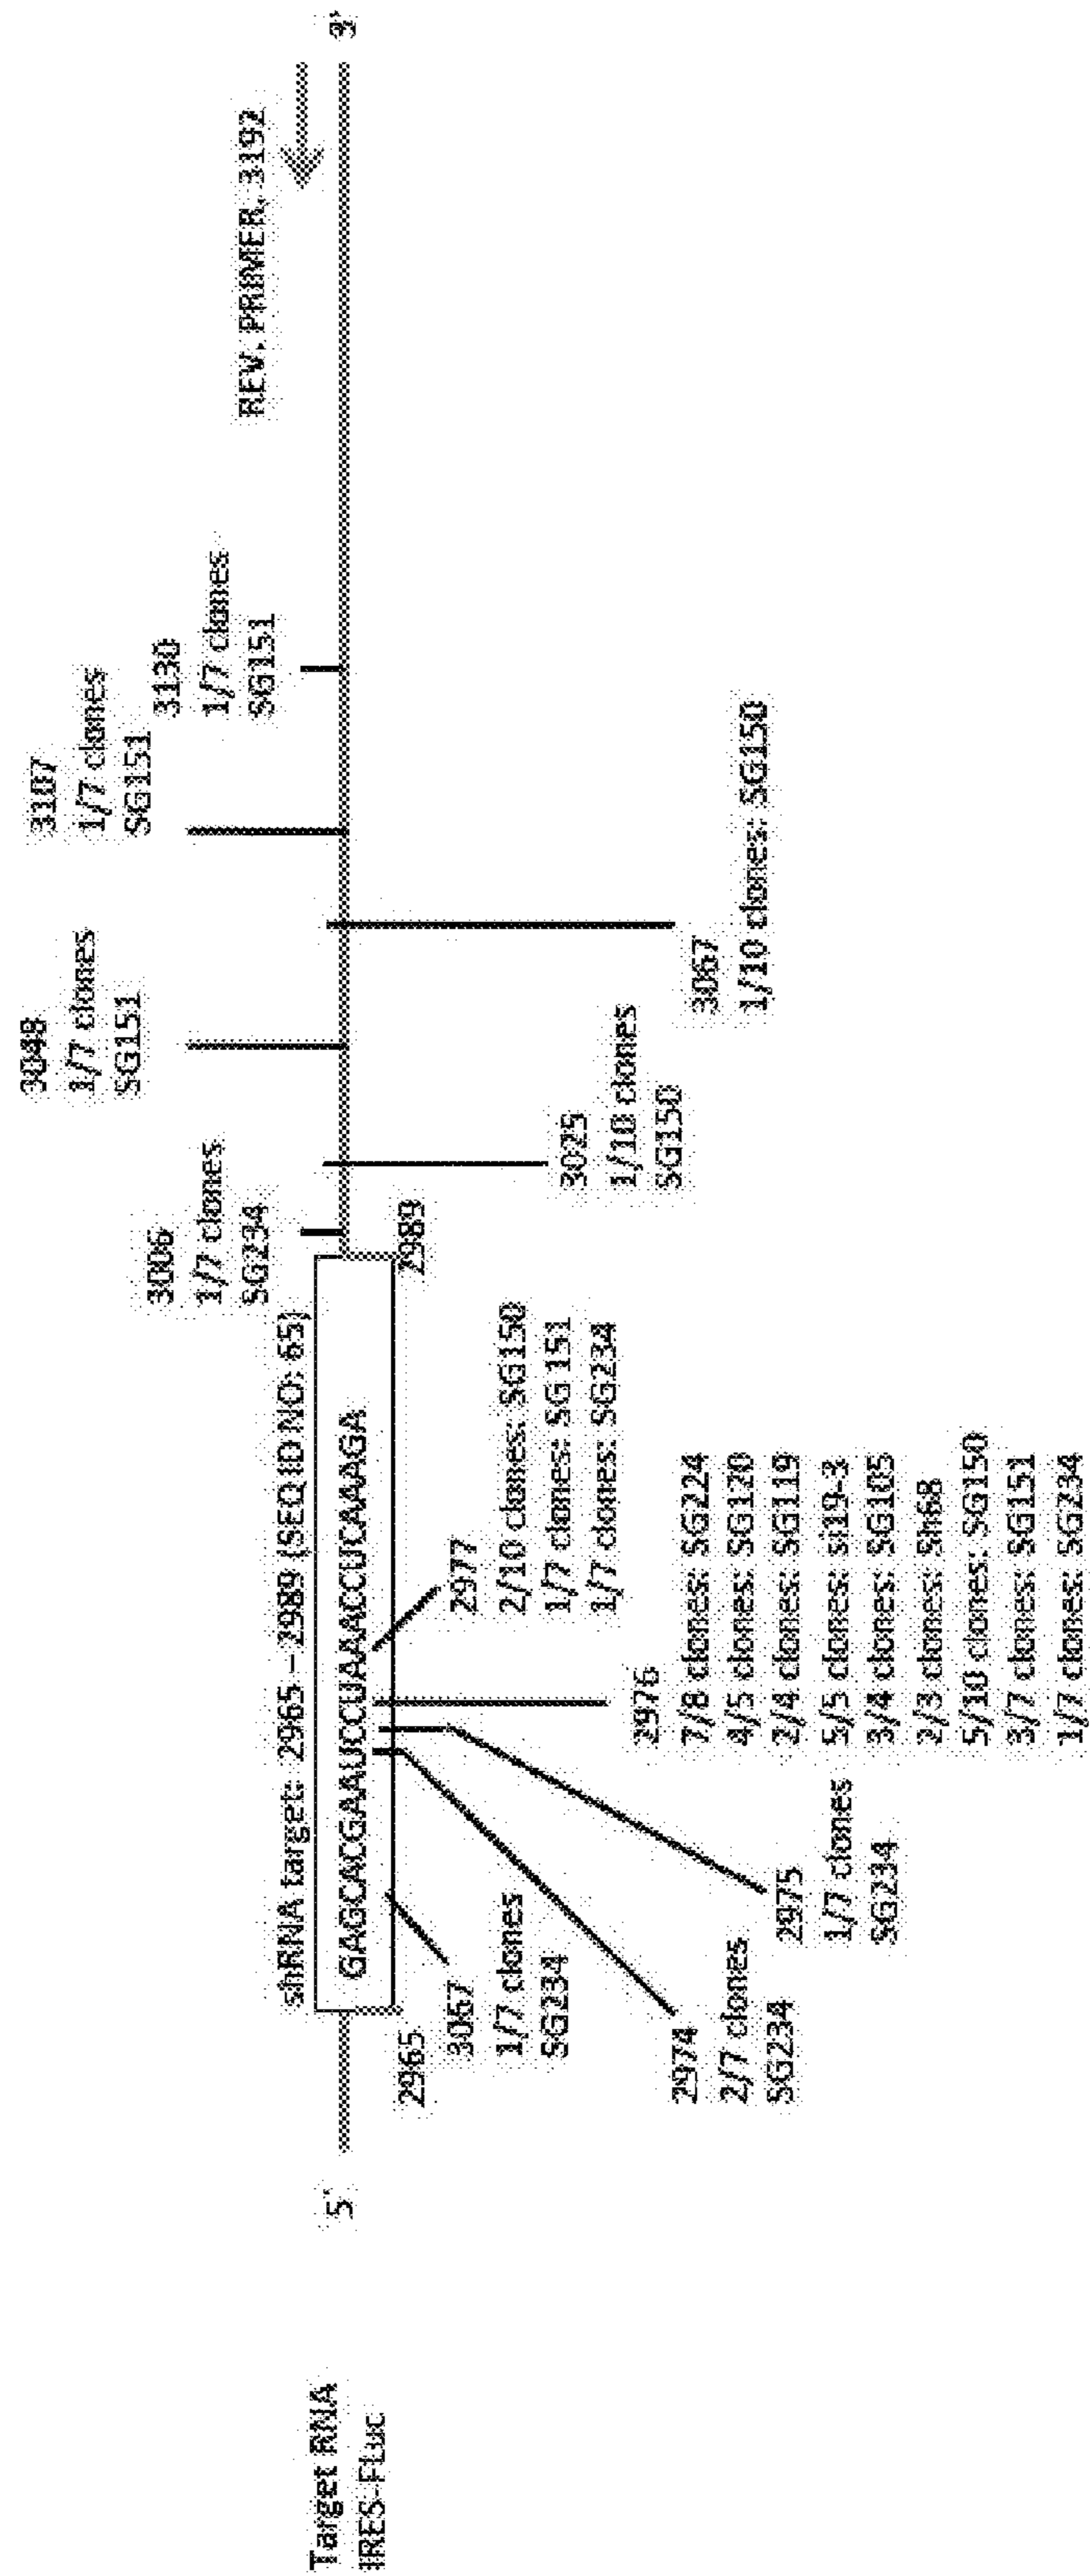 Target RNA
IRES-FLuc
5'
shRNA target: 2965 – 2989 (SEQ ID NO: 65)
GAGCACGAAUCCUAAACCUCAAAGA
2965
2989
3067
1/7 clones
SG234
2974
2/7 clones
SG234
2975
1/7 clones
SG234
2976
7/8 clones: SG224
4/5 clones: SG120
2/4 clones: SG119
5/5 clones: si19-3
3/4 clones: SG105
2/3 clones: Sh68
5/10 clones: SG150
3/7 clones: SG151
1/7 clones: SG234
2977
2/10 clones: SG150
1/7 clones: SG 151
1/7 clones: SG234
3006
1/7 clones
SG234
3025
1/10 clones
SG150
3048
1/7 clones
SG151
3067
1/10 clones: SG150
3107
1/7 clones
SG151
3130
1/7 clones
SG151
REV. PRIMER, 3192
3'